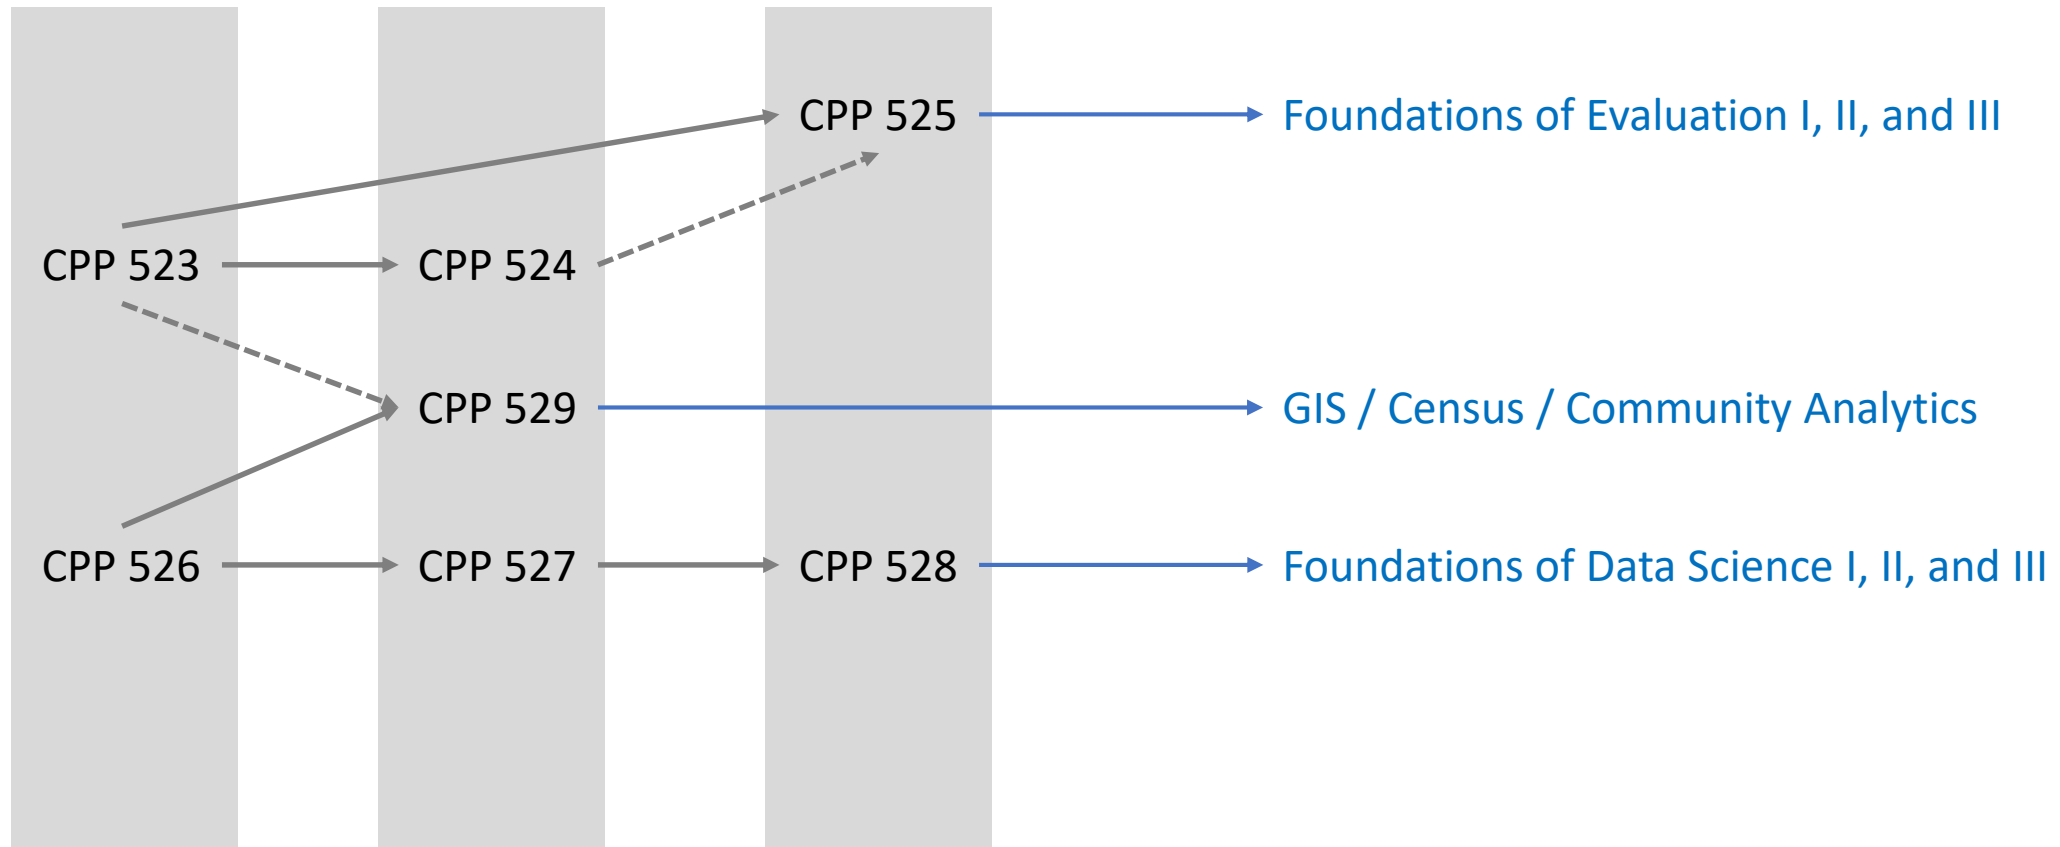 CPP 525
Foundations of Evaluation I, II, and III
CPP 523
CPP 524
CPP 529
GIS / Census / Community Analytics
CPP 526
CPP 527
CPP 528
Foundations of Data Science I, II, and III